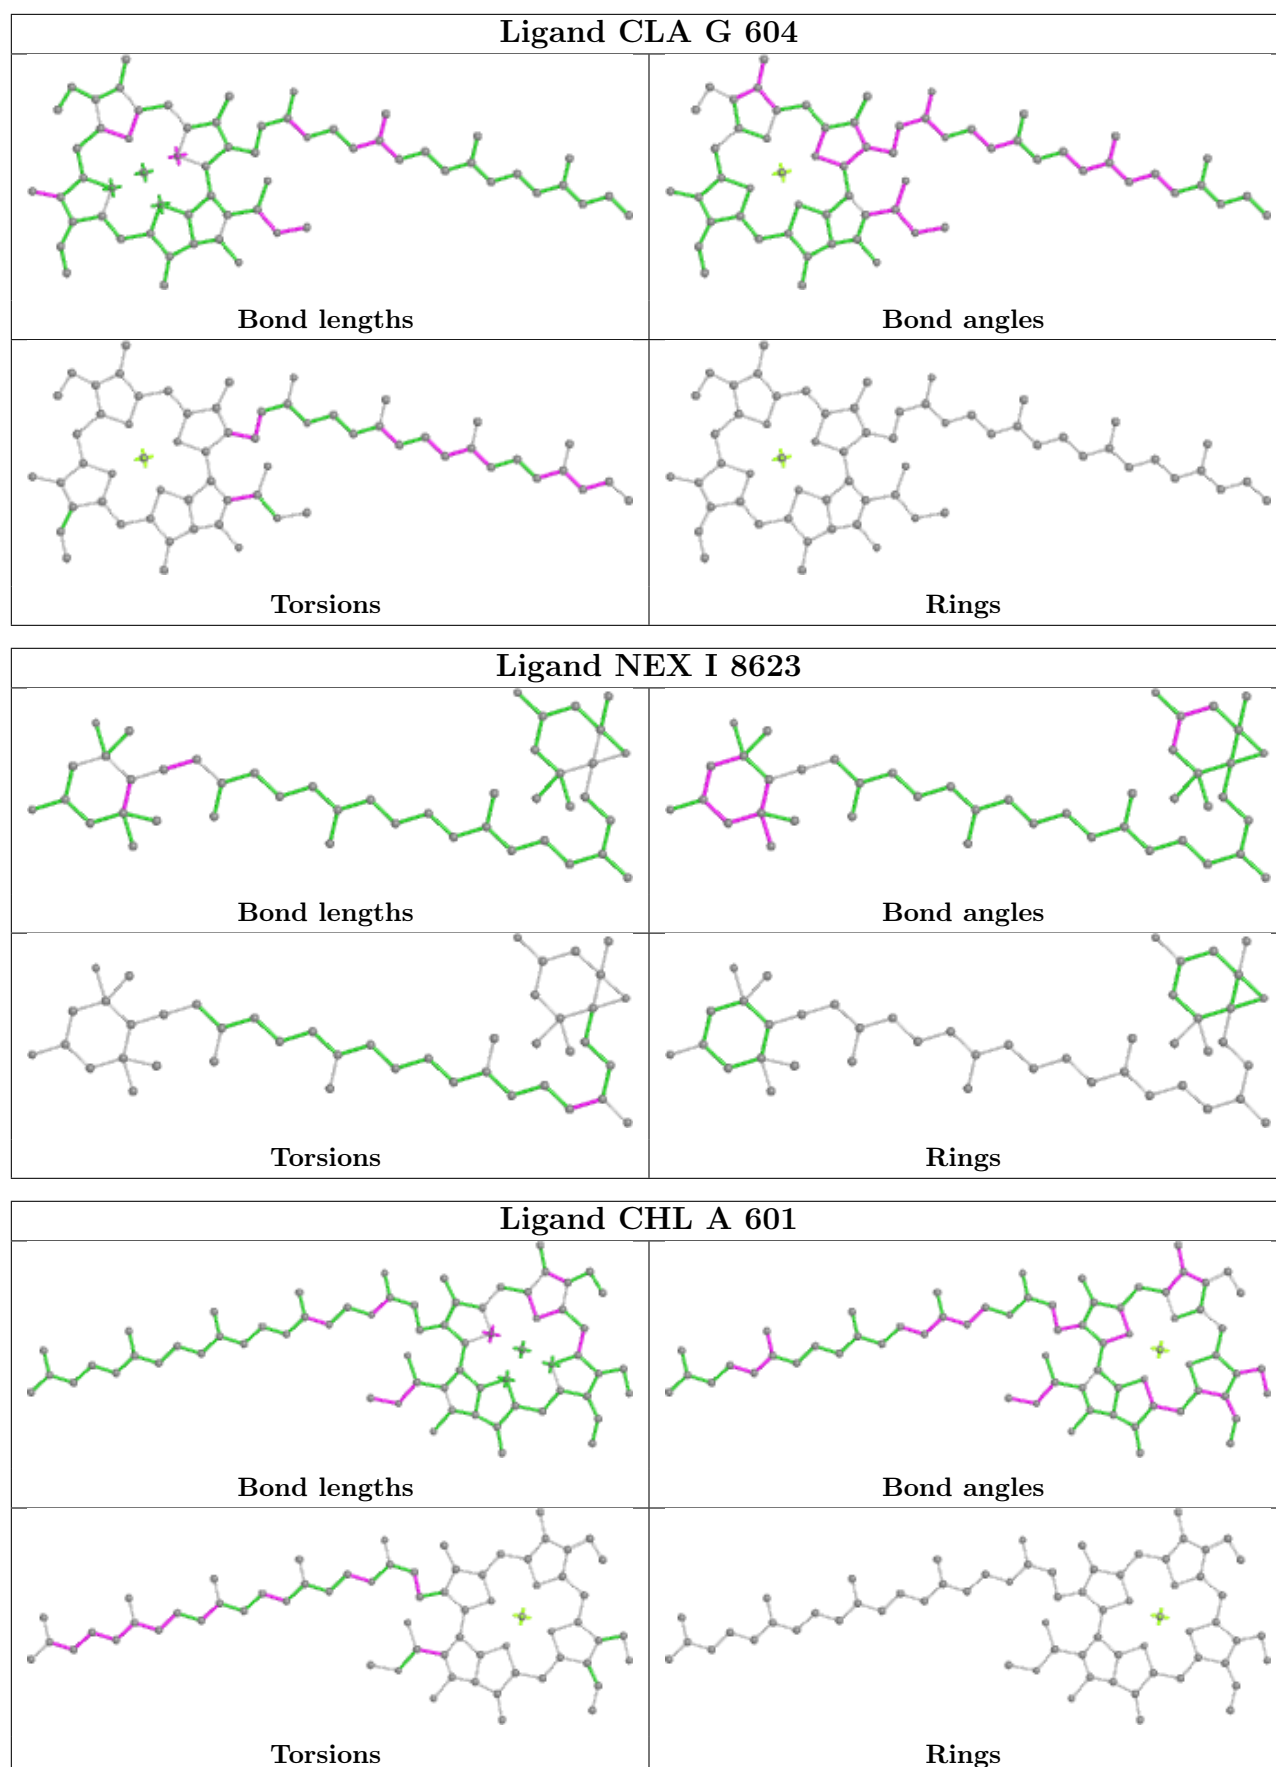 Ligand CLA G 604
Bond lengths
Bond angles
Torsions
Rings
Ligand NEX I 8623
Bond lengths
Bond angles
Torsions
Rings
Ligand CHL A 601
Bond lengths
Bond angles
Torsions
Rings